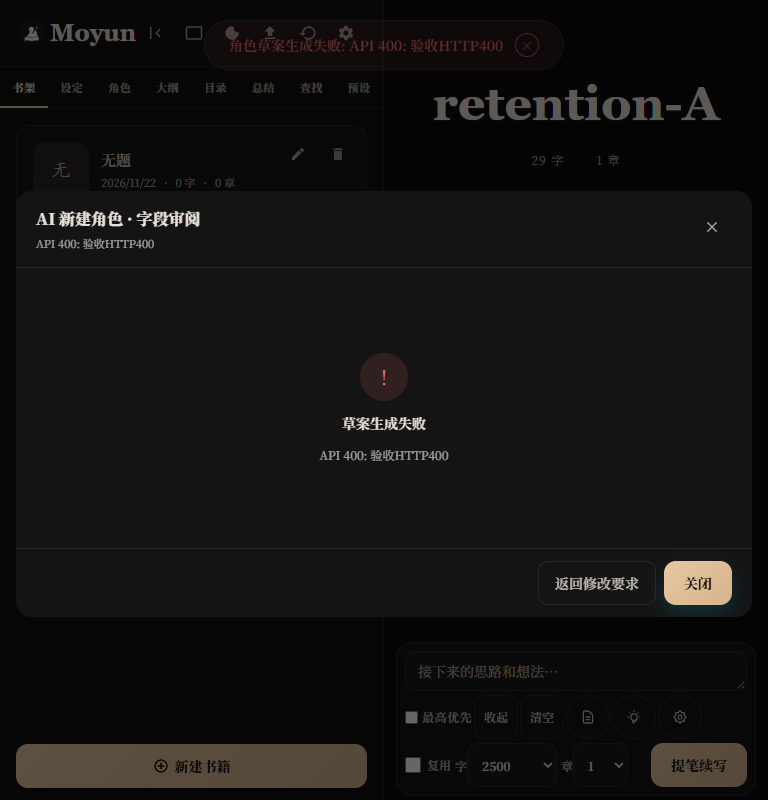 Moyun
角色草案生成失败: API 400: 验收HTTP400
书架 设定 角色 大纲 目录 总结 查找 预设
retention-A
29 字 1 章
无
无题
2026/11/22 · 0 字 · 0 章
AI 新建角色 · 字段审阅
API 400: 验收HTTP400
!
草案生成失败
API 400: 验收HTTP400
返回修改要求 关闭
接下来的思路和想法…
最高优先 收起 清空
复用 字 2500 章 1 提笔续写
新建书籍